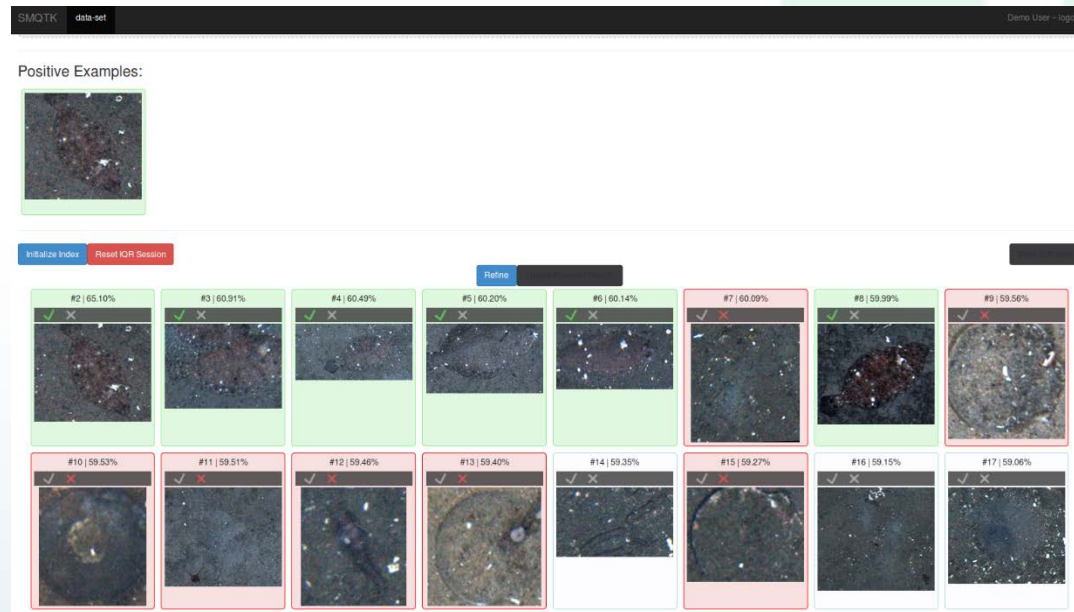 SMQTK data-set Demo User - logo
Positive Examples:
Initialize Index Reset IQR Session
Refine
#2 | 65.10% #3 | 60.91% #4 | 60.49% #5 | 60.20% #6 | 60.14% #7 | 60.09% #8 | 59.99% #9 | 59.56%
#10 | 59.53% #11 | 59.51% #12 | 59.46% #13 | 59.40% #14 | 59.35% #15 | 59.27% #16 | 59.15% #17 | 59.06%